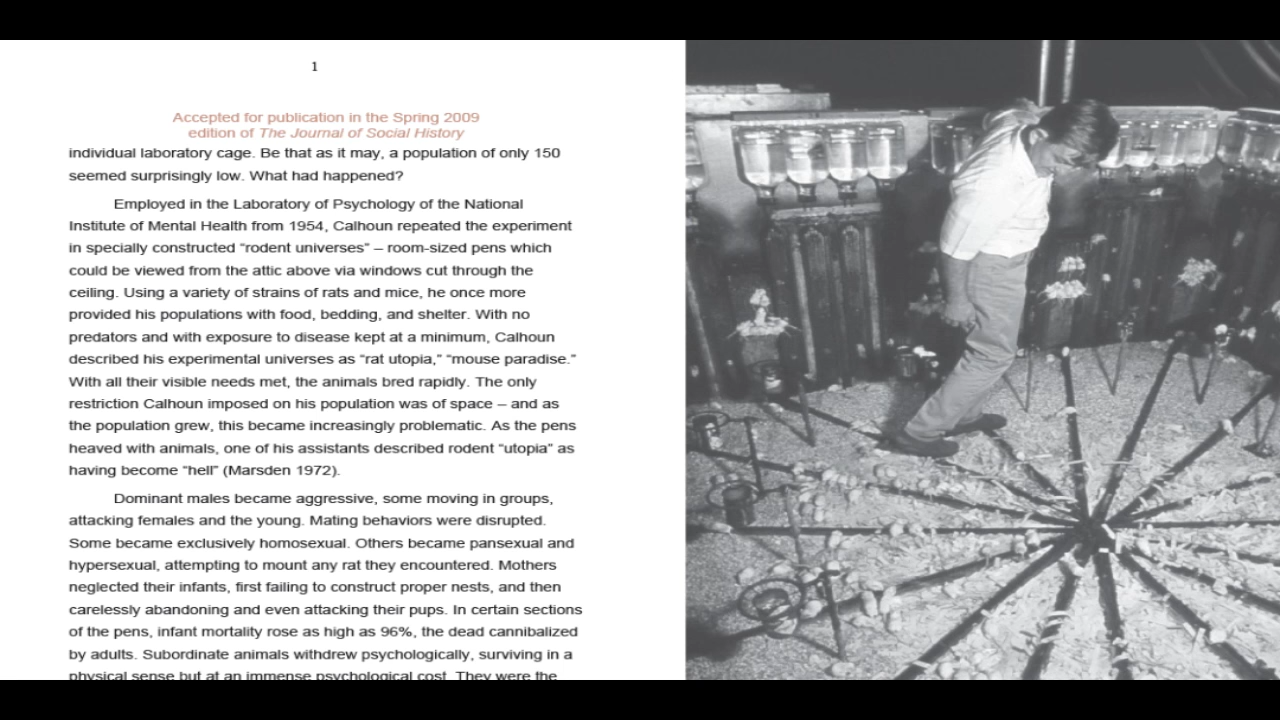 1
Accepted for publication in the Spring 2009
edition of The Journal of Social History
individual laboratory cage. Be that as it may, a population of only 150
seemed surprisingly low. What had happened?
Employed in the Laboratory of Psychology of the National
Institute of Mental Health from 1954, Calhoun repeated the experiment
in specially constructed “rodent universes” – room-sized pens which
could be viewed from the attic above via windows cut through the
ceiling. Using a variety of strains of rats and mice, he once more
provided his populations with food, bedding, and shelter. With no
predators and with exposure to disease kept at a minimum, Calhoun
described his experimental universes as “rat utopia,” “mouse paradise.”
With all their visible needs met, the animals bred rapidly. The only
restriction Calhoun imposed on his population was of space – and as
the population grew, this became increasingly problematic. As the pens
heaved with animals, one of his assistants described rodent “utopia” as
having become “hell” (Marsden 1972).
Dominant males became aggressive, some moving in groups,
attacking females and the young. Mating behaviors were disrupted.
Some became exclusively homosexual. Others became pansexual and
hypersexual, attempting to mount any rat they encountered. Mothers
neglected their infants, first failing to construct proper nests, and then
carelessly abandoning and even attacking their pups. In certain sections
of the pens, infant mortality rose as high as 96%, the dead cannibalized
by adults. Subordinate animals withdrew psychologically, surviving in a
physical sense but at an immense psychological cost. They were the